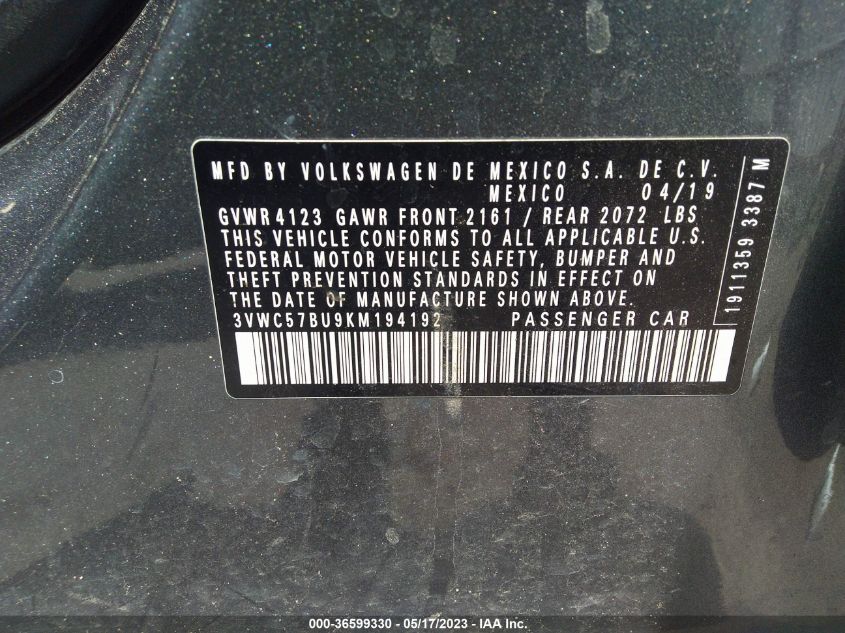 MFD BY VOLKSWAGEN DE MEXICO S.A. DE C.V.
MEXICO 04/19
GVWR 4123 GAWR FRONT 2161 / REAR 2072 LBS
THIS VEHICLE CONFORMS TO ALL APPLICABLE U.S.
FEDERAL MOTOR VEHICLE SAFETY, BUMPER AND
THEFT PREVENTION STANDARDS IN EFFECT ON
THE DATE OF MANUFACTURE SHOWN ABOVE.
3VWC57BU9KM194192 PASSENGER CAR
1911359 3387 M
000-36599330 - 05/17/2023 - IAA Inc.